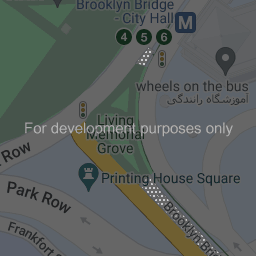 Brooklyn Bridge
- City Hall
M
4 5 6
wheels on the bus
آموزشگاه رانندگی
For development purposes only
Living
Memorial
Grove
Row
Printing House Square
Park Row
Frankfort S
Brooklyn Bri